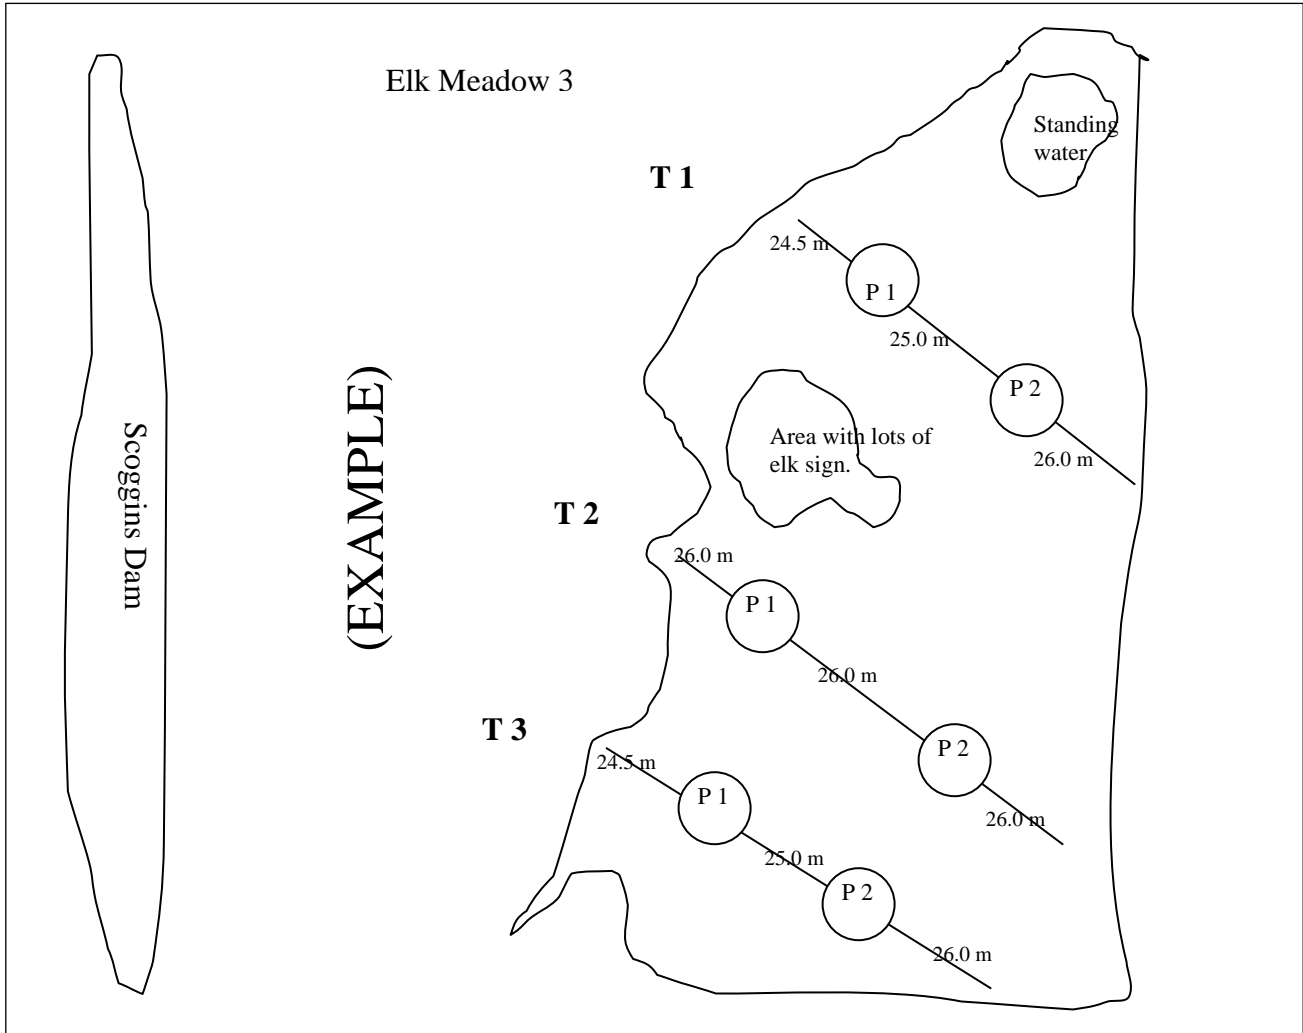 Elk Meadow 3
Standing
water
T 1
24.5 m
P 1
25.0 m
P 2
26.0 m
(EXAMPLE)
Scoggins Dam
Area with lots of
elk sign.
T 2
26.0 m
P 1
26.0 m
P 2
26.0 m
T 3
24.5 m
P 1
25.0 m
P 2
26.0 m